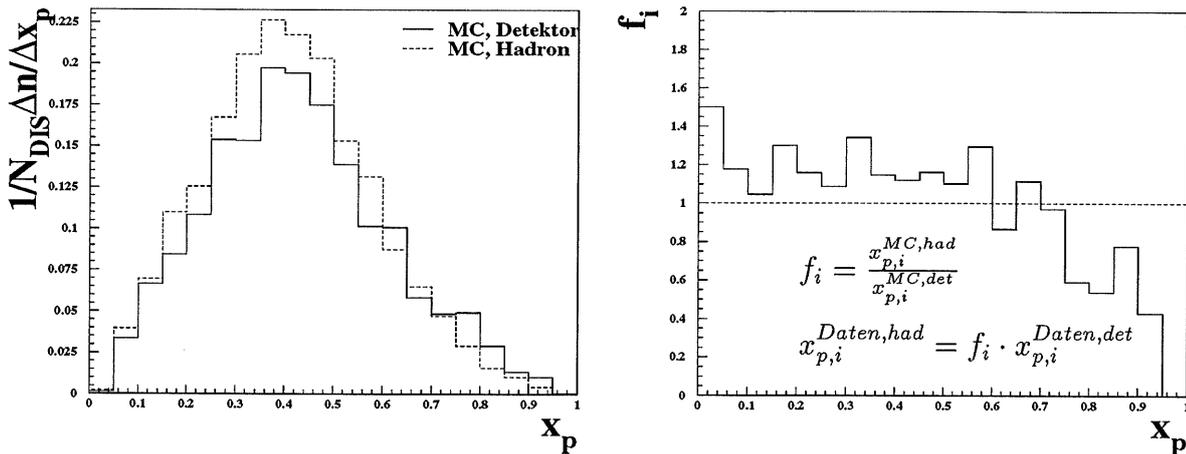 1/N_DIS Δn/Δx_p
0.225
0.2
0.175
0.15
0.125
0.1
0.075
0.05
0.025
0
MC, Detektor
MC, Hadron
0 0.1 0.2 0.3 0.4 0.5 0.6 0.7 0.8 0.9 1
x_p
f_i
2
1.8
1.6
1.4
1.2
1
0.8
0.6
0.4
0.2
0
f_i = x_{p,i}^{MC,had} / x_{p,i}^{MC,det}
x_{p,i}^{Daten,had} = f_i · x_{p,i}^{Daten,det}
0 0.1 0.2 0.3 0.4 0.5 0.6 0.7 0.8 0.9 1
x_p